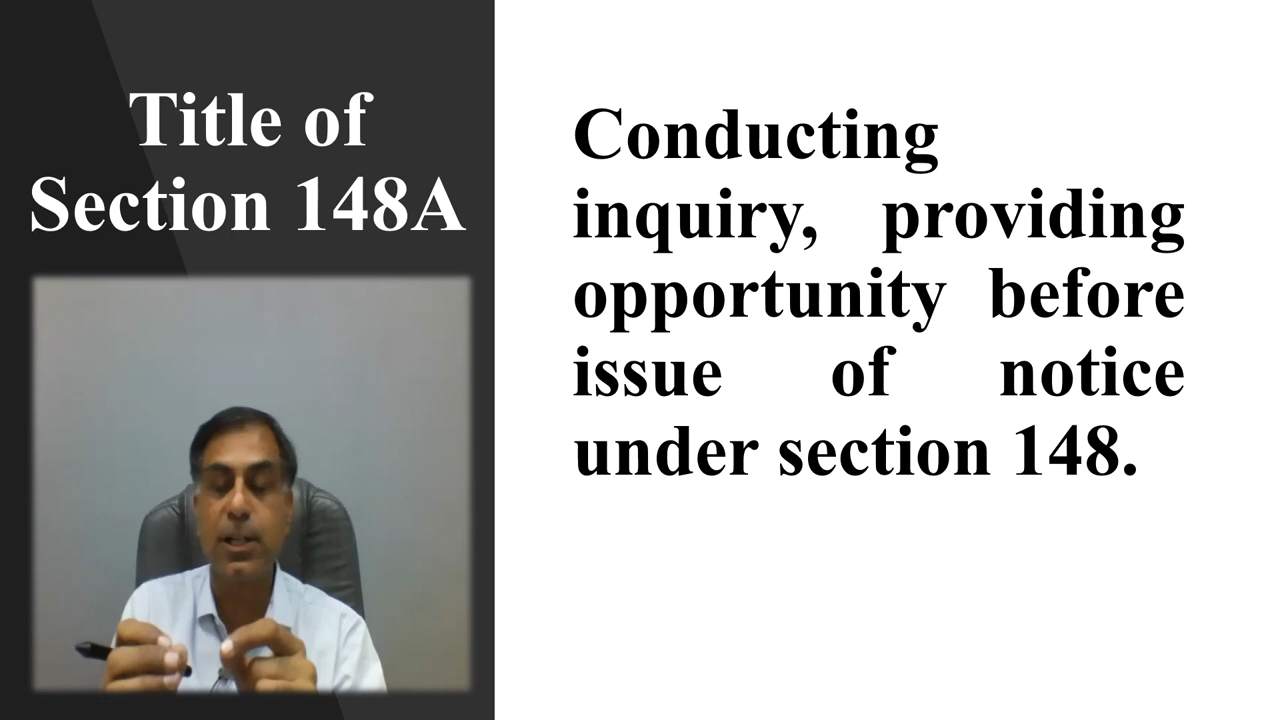 Title of
Section 148A
Conducting
inquiry, providing
opportunity before
issue of notice
under section 148.